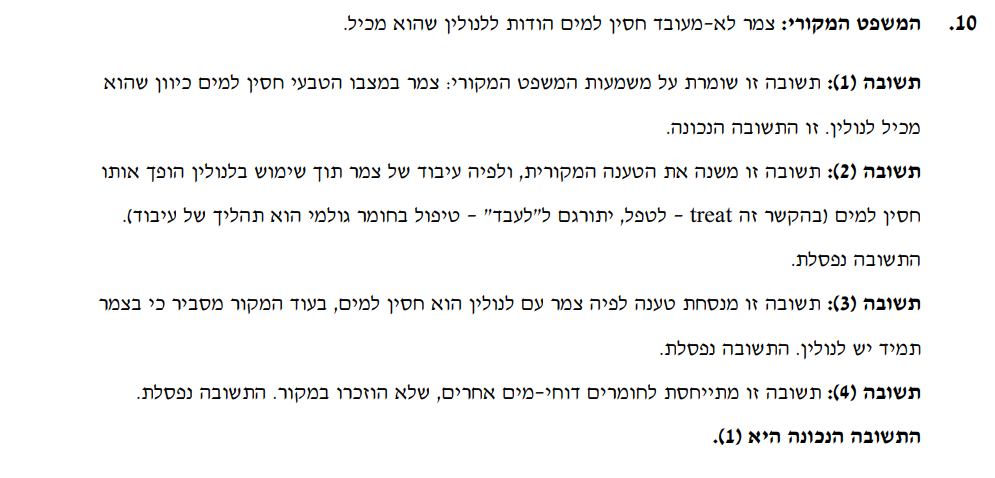 10. המשפט המקורי: צמר לא-מעובד חסין למים הודות ללנולין שהוא מכיל.
תשובה (1): תשובה זו שומרת על משמעות המשפט המקורי: צמר במצבו הטבעי חסין למים כיוון שהוא
מכיל לנולין. זו התשובה הנכונה.
תשובה (2): תשובה זו משנה את הטענה המקורית, ולפיה עיבוד של צמר תוך שימוש בלנולין הופך אותו
חסין למים (בהקשר זה treat - לטפל, יתורגם ל"לעבד" - טיפול בחומר גולמי הוא תהליך של עיבוד).
התשובה נפסלת.
תשובה (3): תשובה זו מנסחת טענה לפיה צמר עם לנולין הוא חסין למים, בעוד המקור מסביר כי בצמר
תמיד יש לנולין. התשובה נפסלת.
תשובה (4): תשובה זו מתייחסת לחומרים דוחי-מים אחרים, שלא הוזכרו במקור. התשובה נפסלת.
התשובה הנכונה היא (1).